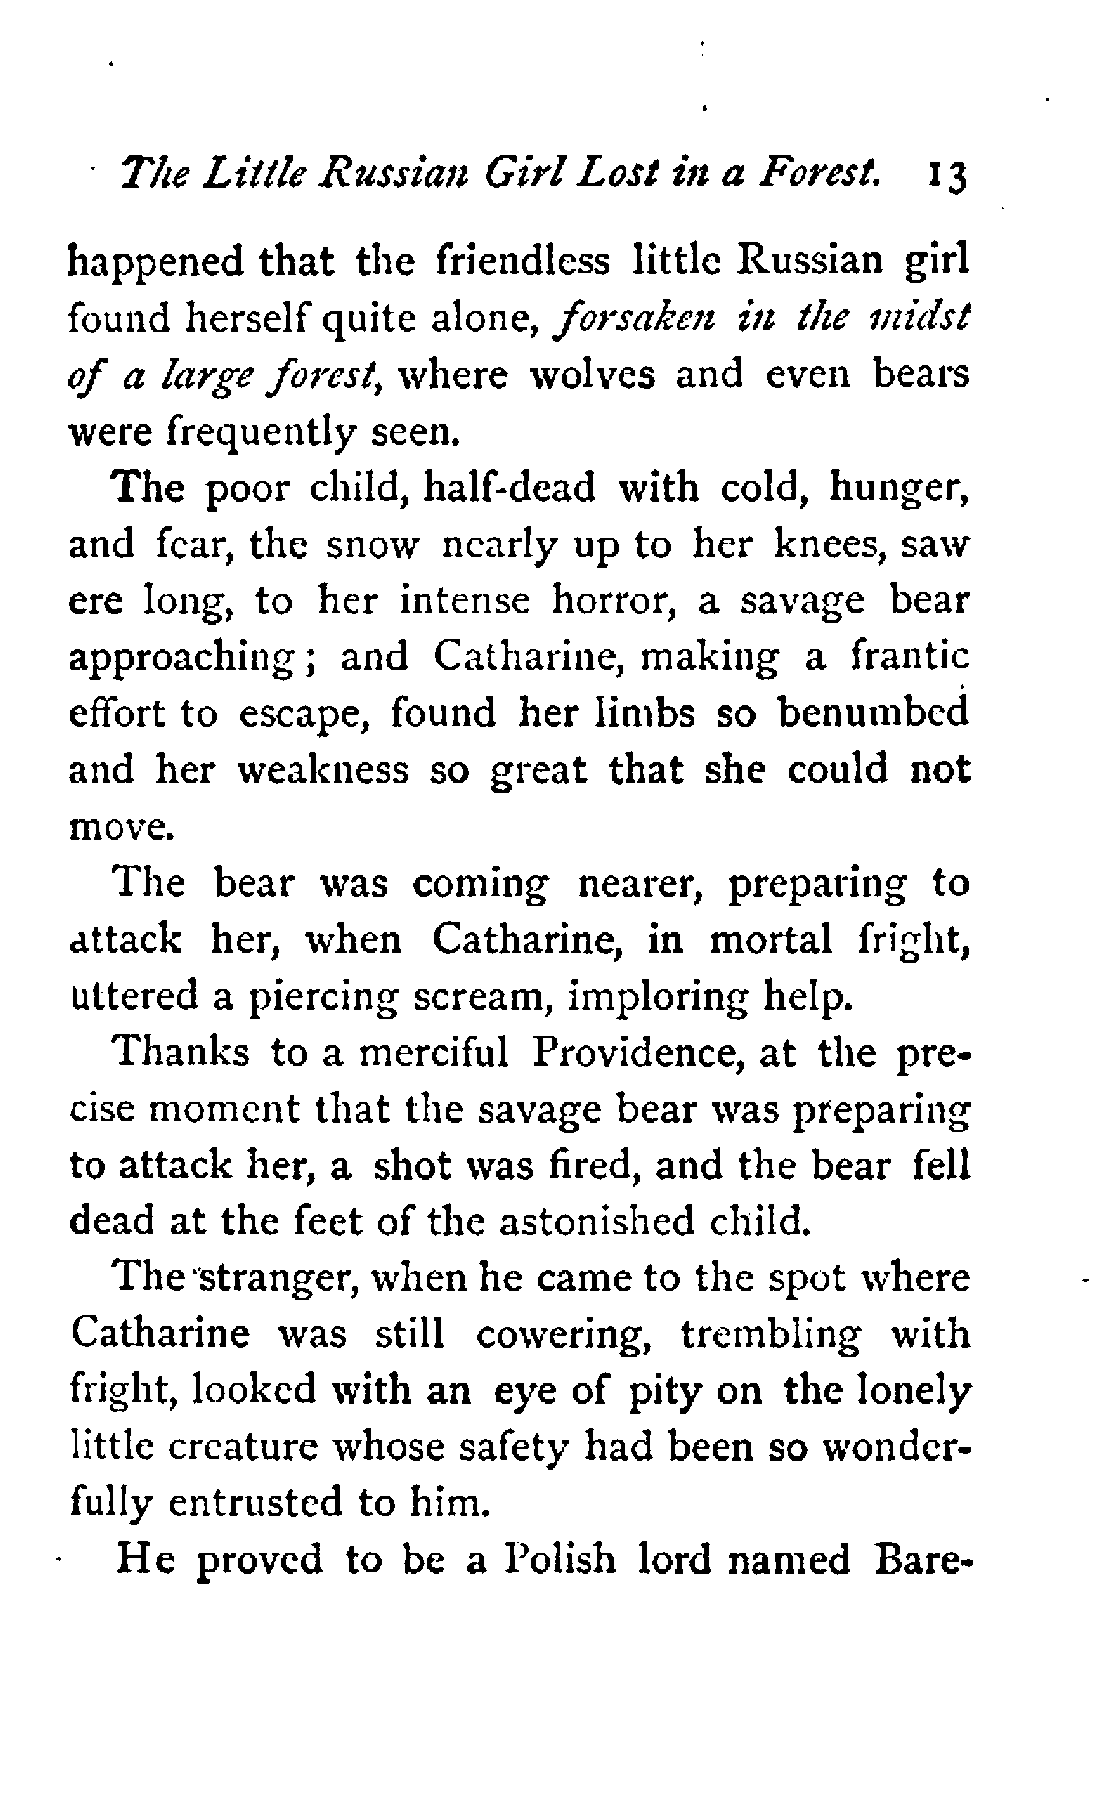 The Little Russian Girl Lost in a Forest. 13
happened that the friendless little Russian girl
found herself quite alone, forsaken in the midst
of a large forest, where wolves and even bears
were frequently seen.
The poor child, half-dead with cold, hunger,
and fear, the snow nearly up to her knees, saw
ere long, to her intense horror, a savage bear
approaching ; and Catharine, making a frantic
effort to escape, found her limbs so benumbed
and her weakness so great that she could not
move.
The bear was coming nearer, preparing to
attack her, when Catharine, in mortal fright,
uttered a piercing scream, imploring help.
Thanks to a merciful Providence, at the pre-
cise moment that the savage bear was preparing
to attack her, a shot was fired, and the bear fell
dead at the feet of the astonished child.
The stranger, when he came to the spot where
Catharine was still cowering, trembling with
fright, looked with an eye of pity on the lonely
little creature whose safety had been so wonder-
fully entrusted to him.
He proved to be a Polish lord named Bare-